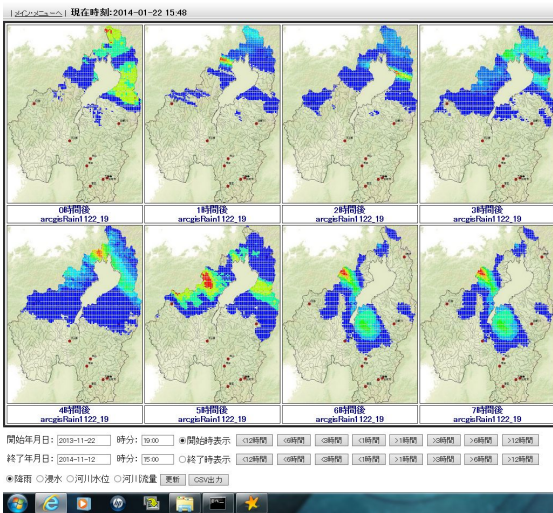 | メインメニューへ | 現在時刻:2014-01-22 15:48
0時間後 1時間後 2時間後 3時間後
arcgisRain1122_19 arcgisRain1122_19 arcgisRain1122_19 arcgisRain1122_19
4時間後 5時間後 6時間後 7時間後
arcgisRain1122_19 arcgisRain1122_19 arcgisRain1122_19 arcgisRain1122_19
開始年月日: 2013-11-22 時分: 19:00 開始時表示 <12時間 <6時間 <3時間 <1時間 >1時間 >3時間 >6時間 >12時間
終了年月日: 2014-11-12 時分: 15:00 終了時表示 <12時間 <6時間 <3時間 <1時間 >1時間 >3時間 >6時間 >12時間
降雨 浸水 河川水位 河川流量 更新 CSV出力